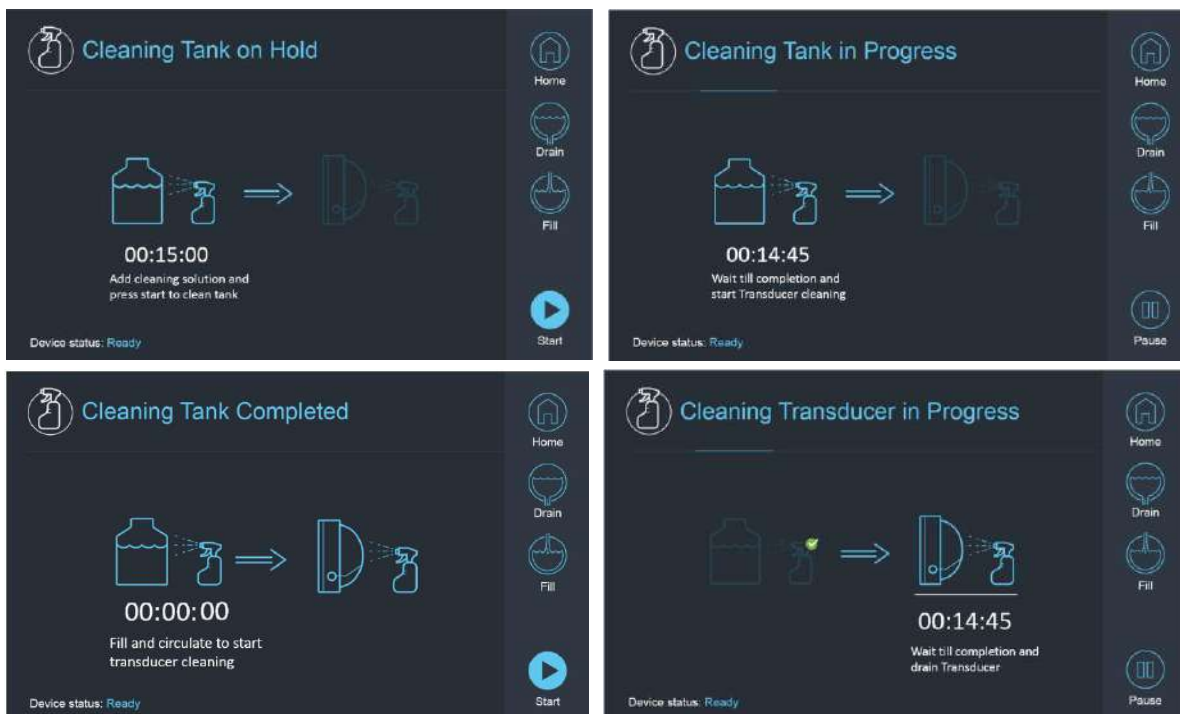 Cleaning Tank on Hold
Home
Drain
Fill
00:15:00
Add cleaning solution and
press start to clean tank
Start
Device status: Ready
Cleaning Tank in Progress
Home
Drain
Fill
00:14:45
Wait till completion and
start Transducer cleaning
Pause
Device status: Ready
Cleaning Tank Completed
Home
Drain
Fill
00:00:00
Fill and circulate to start
transducer cleaning
Start
Device status: Ready
Cleaning Transducer in Progress
Home
Drain
Fill
00:14:45
Wait till completion and
drain Transducer
Pause
Device status: Ready